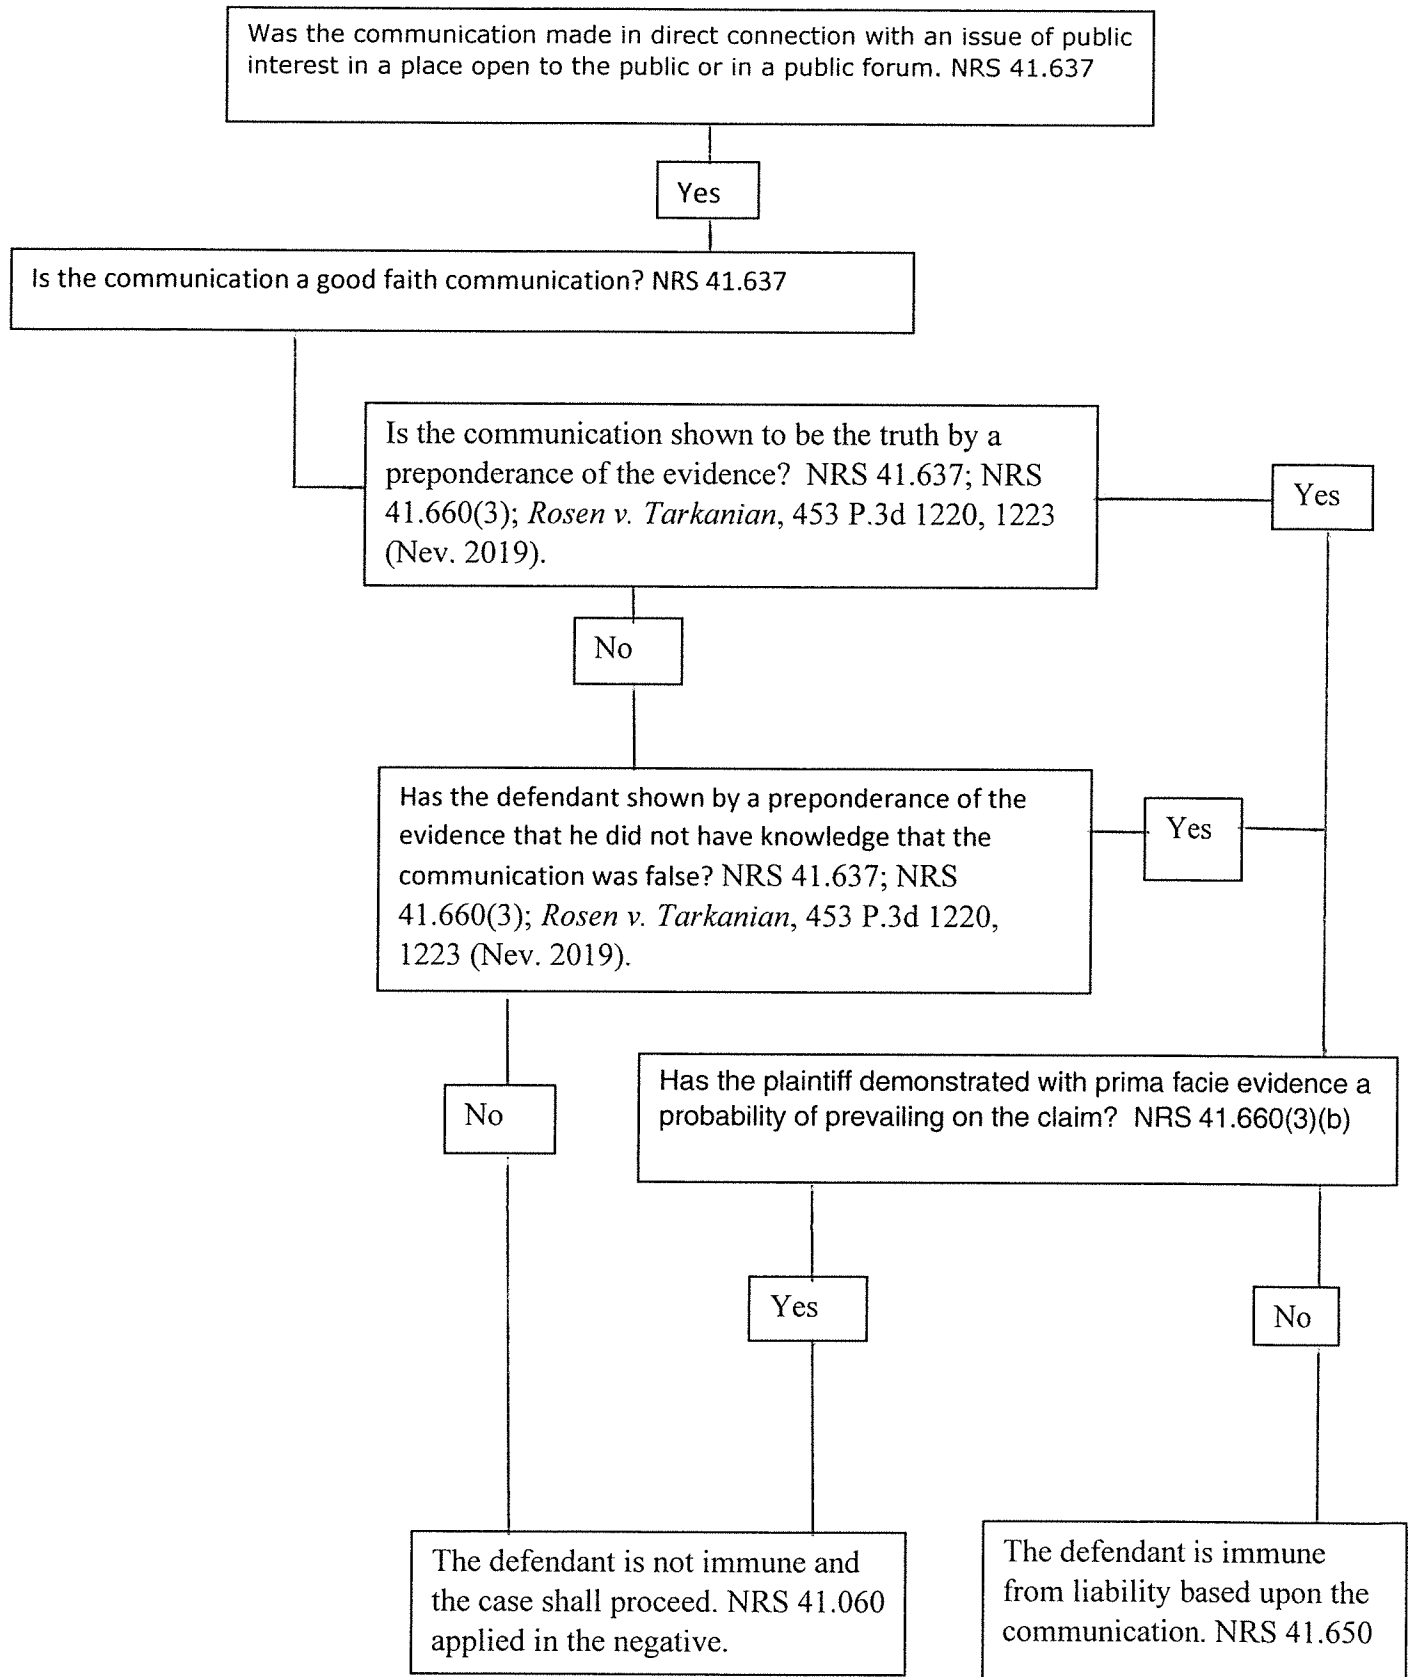 Was the communication made in direct connection with an issue of public
interest in a place open to the public or in a public forum. NRS 41.637
Yes
Is the communication a good faith communication? NRS 41.637
Is the communication shown to be the truth by a
preponderance of the evidence? NRS 41.637; NRS
41.660(3); Rosen v. Tarkanian, 453 P.3d 1220, 1223
(Nev. 2019).
Yes
No
Has the defendant shown by a preponderance of the
evidence that he did not have knowledge that the
communication was false? NRS 41.637; NRS
41.660(3); Rosen v. Tarkanian, 453 P.3d 1220,
1223 (Nev. 2019).
Yes
No
Has the plaintiff demonstrated with prima facie evidence a
probability of prevailing on the claim? NRS 41.660(3)(b)
Yes
No
The defendant is not immune and
the case shall proceed. NRS 41.060
applied in the negative.
The defendant is immune
from liability based upon the
communication. NRS 41.650